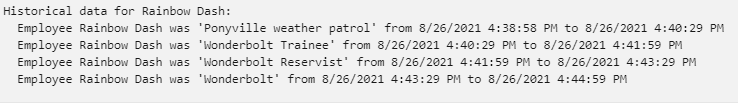 Historical data for Rainbow Dash:
  Employee Rainbow Dash was 'Ponyville weather patrol' from 8/26/2021 4:38:58 PM to 8/26/2021 4:40:29 PM
  Employee Rainbow Dash was 'Wonderbolt Trainee' from 8/26/2021 4:40:29 PM to 8/26/2021 4:41:59 PM
  Employee Rainbow Dash was 'Wonderbolt Reservist' from 8/26/2021 4:41:59 PM to 8/26/2021 4:43:29 PM
  Employee Rainbow Dash was 'Wonderbolt' from 8/26/2021 4:43:29 PM to 8/26/2021 4:44:59 PM